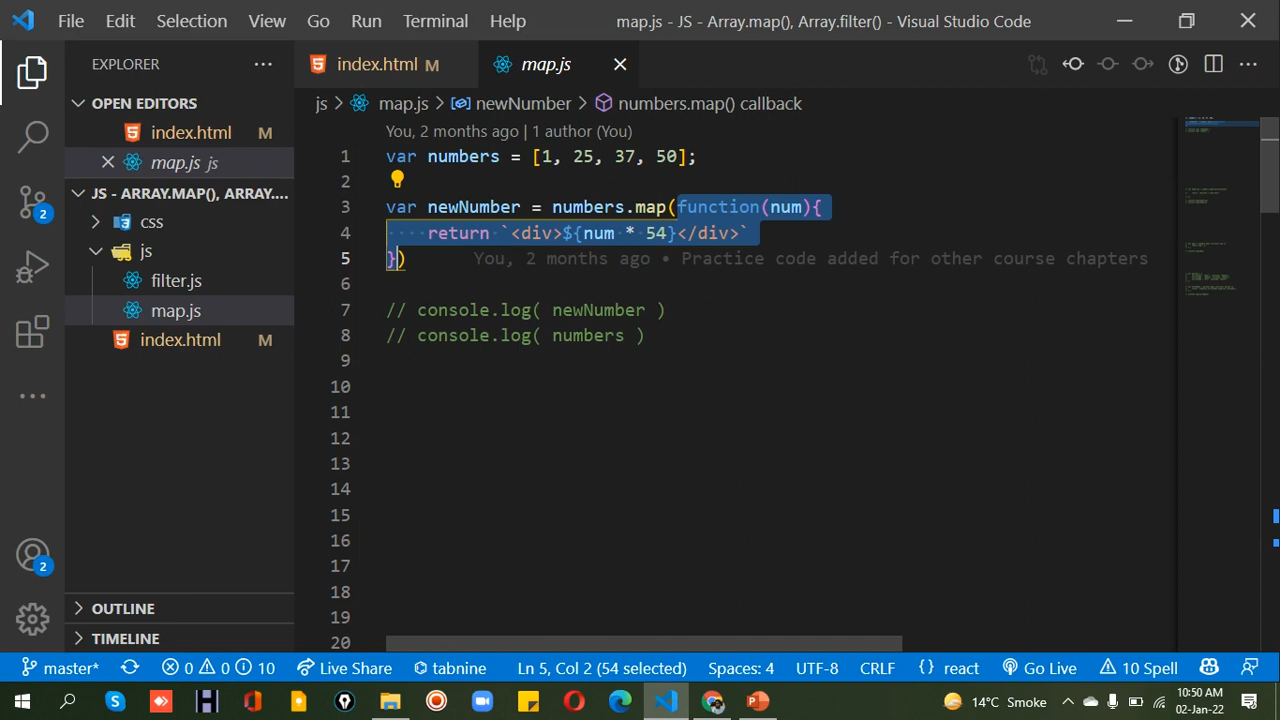 File Edit Selection View Go Run Terminal Help
map.js - JS - Array.map(), Array.filter() - Visual Studio Code
EXPLORER
OPEN EDITORS
index.html M
map.js js
JS - ARRAY.MAP(), ARRAY....
css
js
filter.js
map.js
index.html M
OUTLINE
TIMELINE
2
2
index.html M
map.js
js > map.js > newNumber > numbers.map() callback
You, 2 months ago | 1 author (You)
1 var numbers = [1, 25, 37, 50];
2
3 var newNumber = numbers.map(function(num){
4 ····return·`<div>${num * 54}</div>`
5 }) You, 2 months ago • Practice code added for other course chapters
6
7 // console.log( newNumber )
8 // console.log( numbers )
9
10
11
12
13
14
15
16
17
18
19
20
master* 0 0 10 Live Share tabnine Ln 5, Col 2 (54 selected) Spaces: 4 UTF-8 CRLF {} react Go Live 10 Spell
14°C Smoke
10:50 AM
02-Jan-22